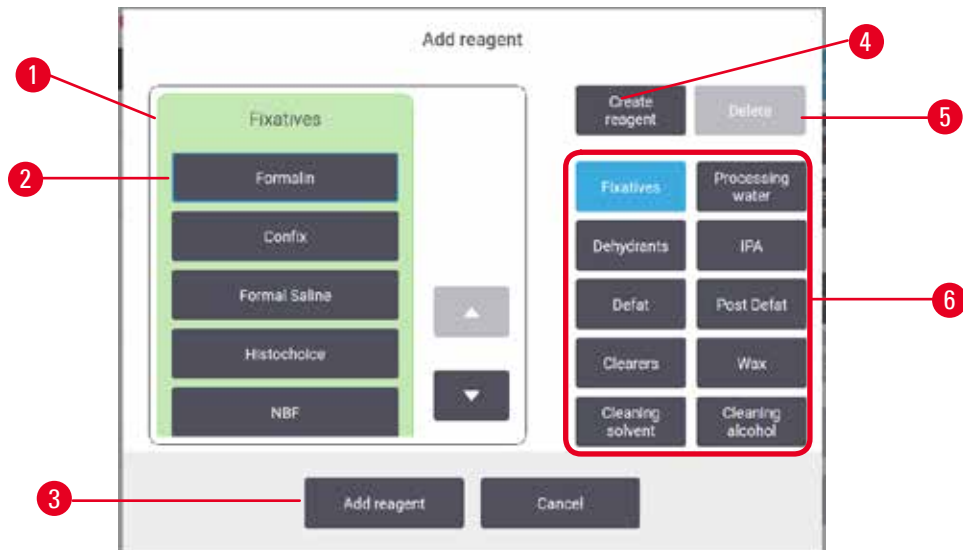 Add reagent
4
1
Create
reagent
Delete
5
Fixatives
2
Formalin
Confix
Formal Saline
Histochoice
NBF
Fixatives
Processing
water
Dehydrants
IPA
Defat
Post Defat
6
Clearers
Wax
Cleaning
solvent
Cleaning
alcohol
3
Add reagent
Cancel